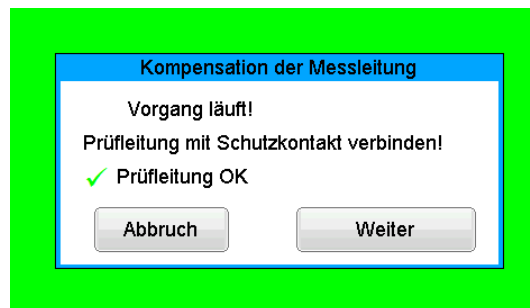 Kompensation der Messleitung
Vorgang läuft!
Prüfleitung mit Schutzkontakt verbinden!
Prüfleitung OK
Abbruch
Weiter